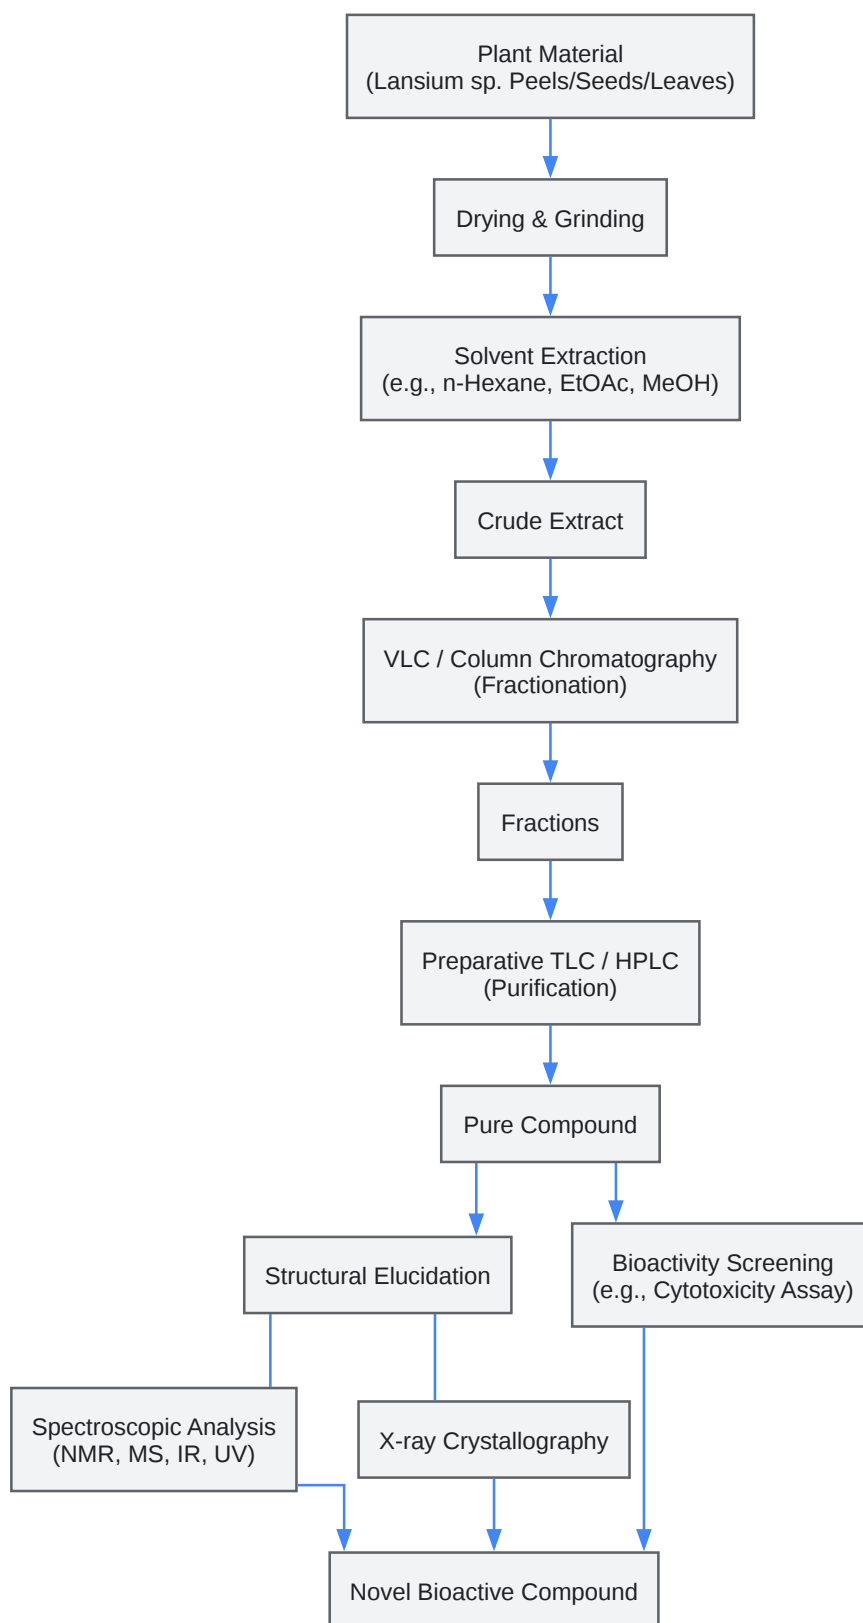 Plant Material
(Lansium sp. Peels/Seeds/Leaves)
Drying & Grinding
Solvent Extraction
(e.g., n-Hexane, EtOAc, MeOH)
Crude Extract
VLC / Column Chromatography
(Fractionation)
Fractions
Preparative TLC / HPLC
(Purification)
Pure Compound
Structural Elucidation
Bioactivity Screening
(e.g., Cytotoxicity Assay)
Spectroscopic Analysis
(NMR, MS, IR, UV)
X-ray Crystallography
Novel Bioactive Compound